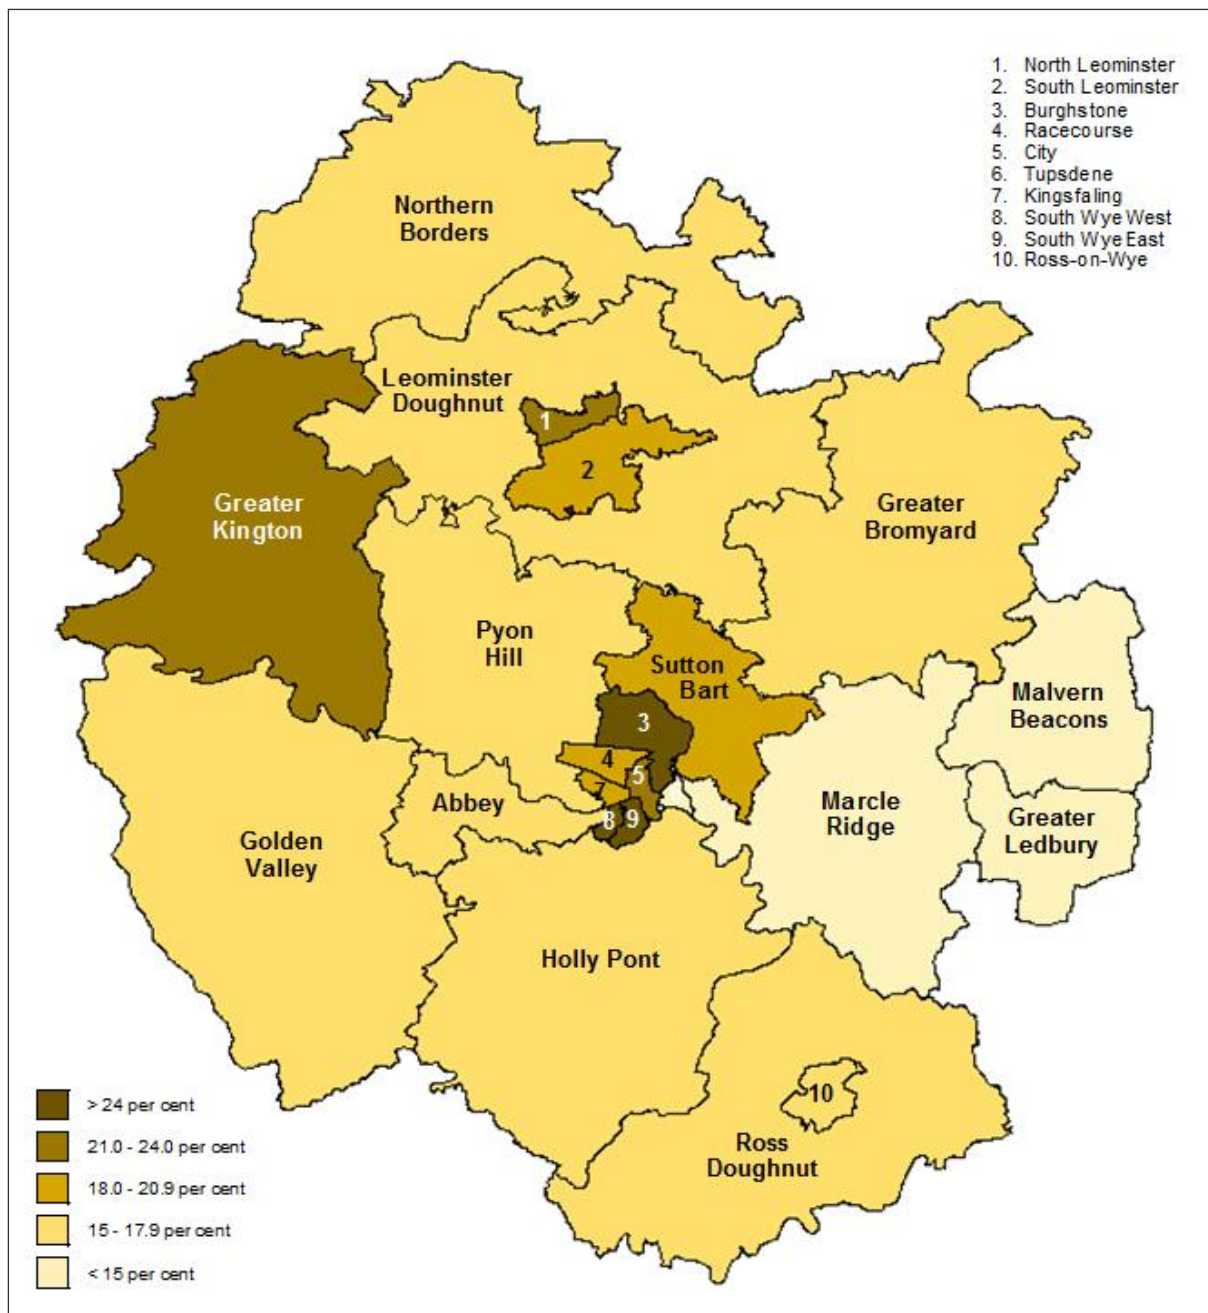 1. North Leominster
2. South Leominster
3. Burghstone
4. Racecourse
5. City
6. Tupsdene
7. Kingsfaling
8. South Wye West
9. South Wye East
10. Ross-on-Wye
Northern
Borders
Leominster
Doughnut
1
2
Greater
Kington
Greater
Bromyard
Pyon
Hill
Sutton
Bart
Malvern
Beacons
3
4
5
7
8
9
Abbey
Marcle
Ridge
Greater
Ledbury
Golden
Valley
Holly Pont
10
Ross
Doughnut
> 24 per cent
21.0 - 24.0 per cent
18.0 - 20.9 per cent
15 - 17.9 per cent
< 15 per cent